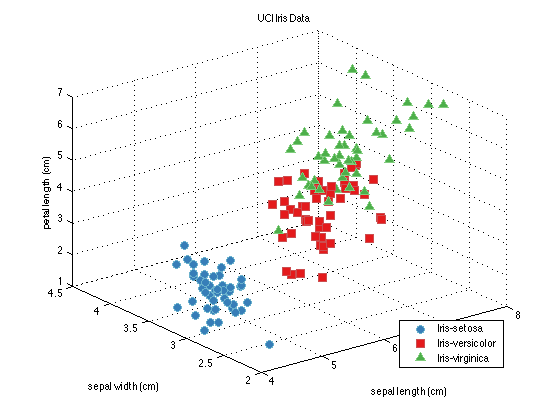 UCI Iris Data
7
6
5
4
3
2
1
petal length (cm)
4.5
4
3.5
3
2.5
2
sepal width (cm)
4
5
6
8
sepal length (cm)
Iris-setosa
Iris-versicolor
Iris-virginica